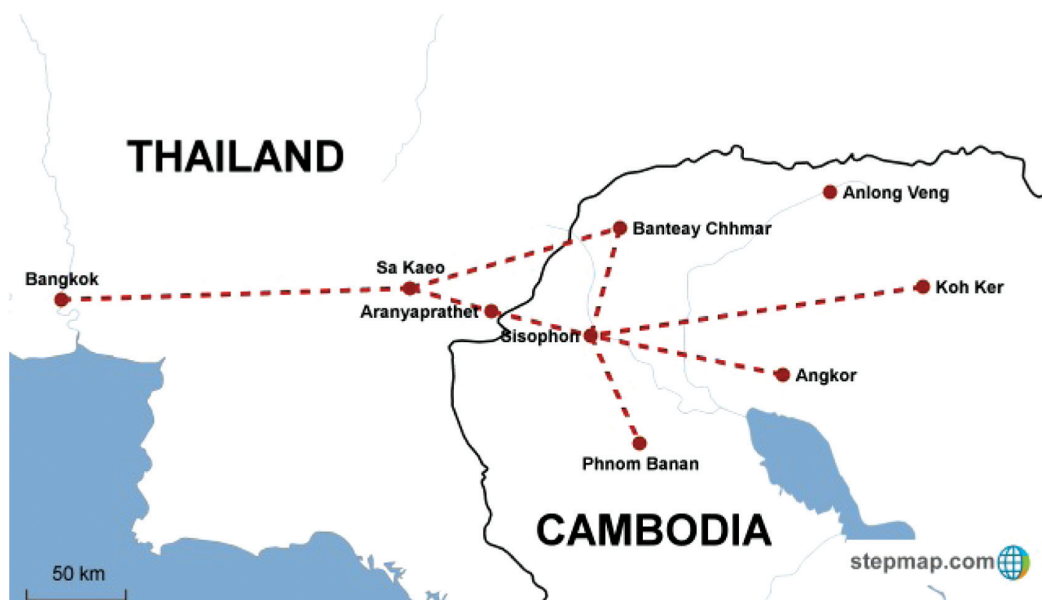 THAILAND
Anlong Veng
Banteay Chhmar
Sa Kaeo
Bangkok
Koh Ker
Aranyaprathet
Sisophon
Angkor
Phnom Banan
CAMBODIA
stepmap.com
50 km